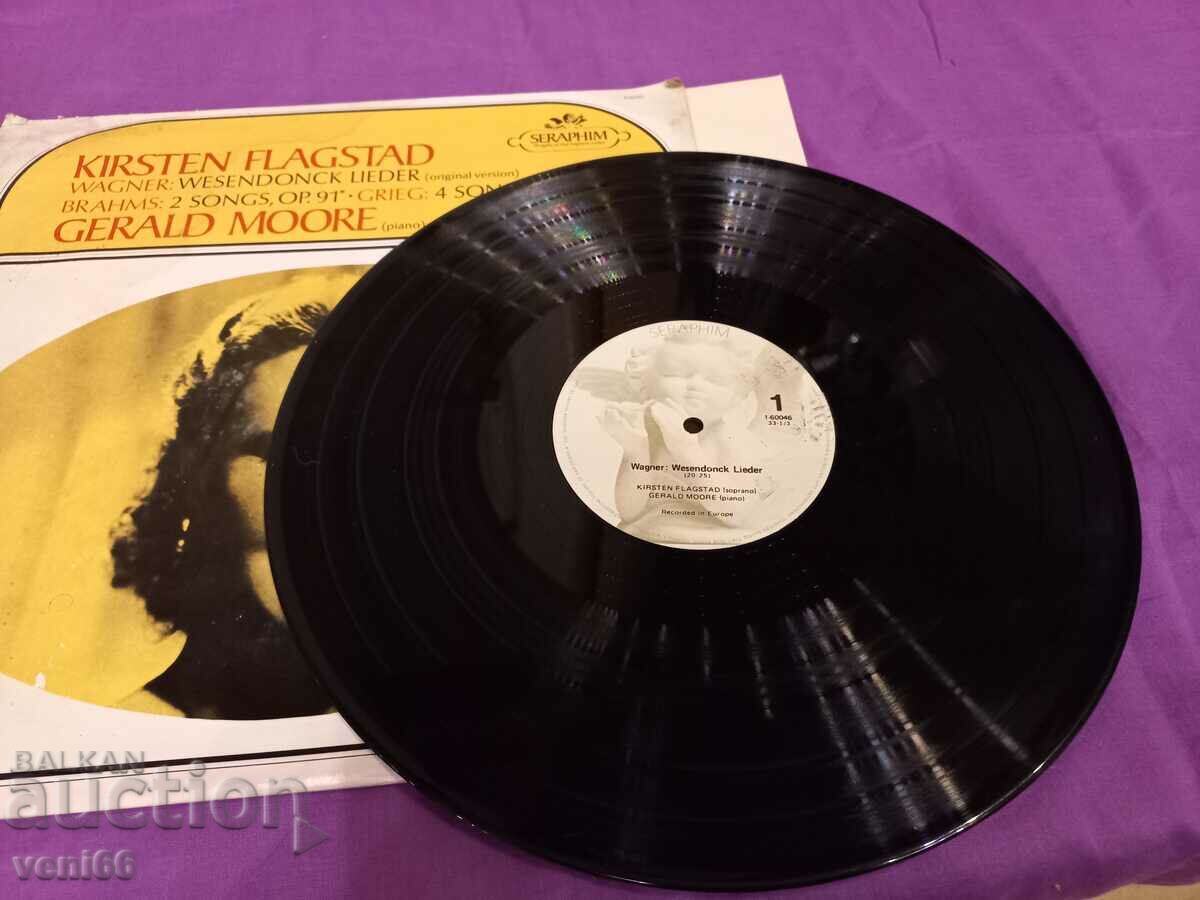 KIRSTEN FLAGSTAD
WAGNER: WESENDONCK LIEDER (original version)
BRAHMS: 2 SONGS, OP. 91* · GRIEG: 4 SON
GERALD MOORE (piano)
SERAPHIM
SERAPHIM
1
1-60046
33-1/3
Wagner: Wesendonck Lieder
(20-25)
KIRSTEN FLAGSTAD (soprano)
GERALD MOORE (piano)
Recorded in Europe
BALKAN
auction
veni66